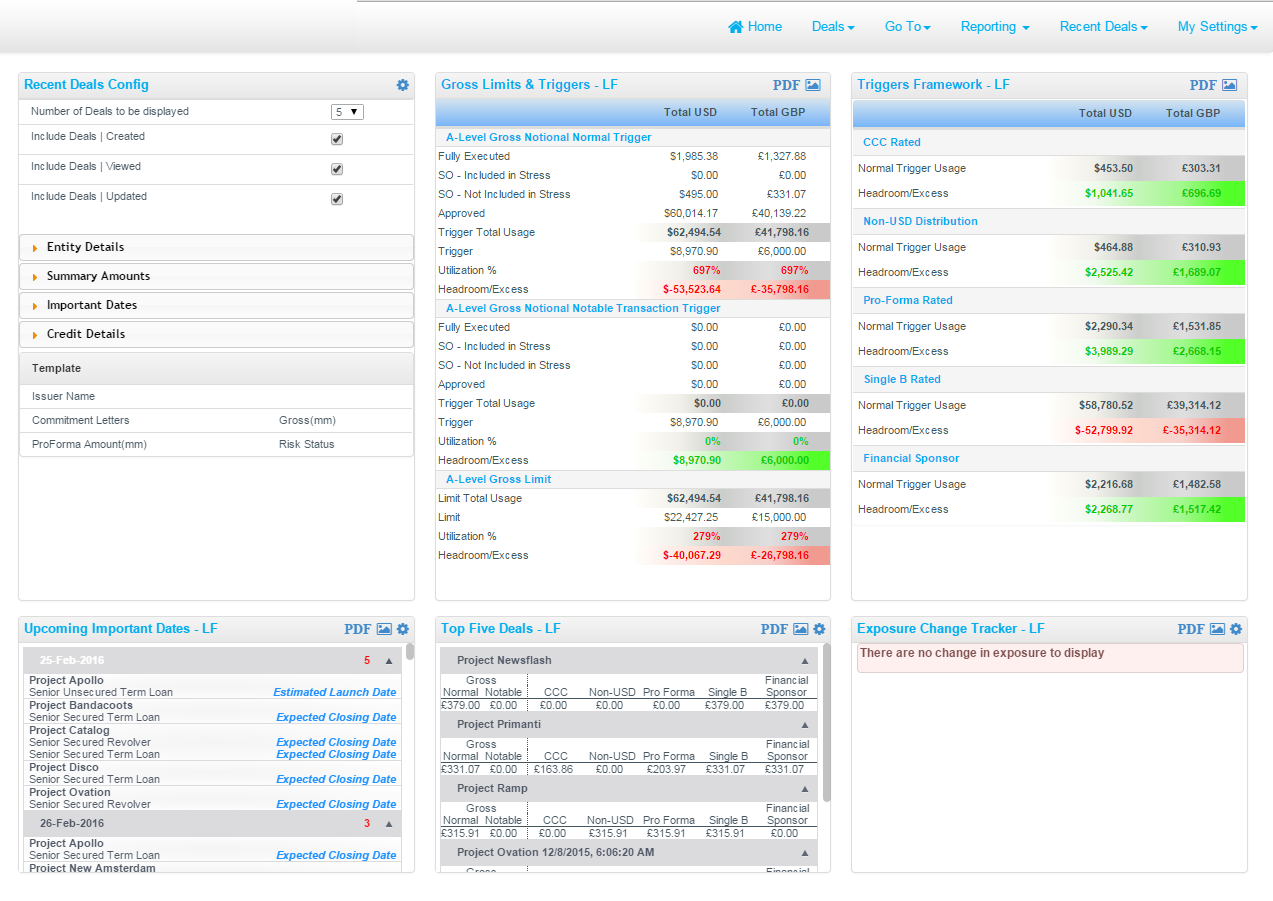 Home Deals Go To Reporting Recent Deals My Settings
Recent Deals Config
Number of Deals to be displayed 5
Include Deals | Created
Include Deals | Viewed
Include Deals | Updated
Entity Details
Summary Amounts
Important Dates
Credit Details
Template
Issuer Name
Commitment Letters Gross(mm)
ProForma Amount(mm) Risk Status
Gross Limits & Triggers - LF PDF
Total USD Total GBP
A-Level Gross Notional Normal Trigger
Fully Executed $1,985.38 £1,327.88
SO - Included in Stress $0.00 £0.00
SO - Not Included in Stress $495.00 £331.07
Approved $60,014.17 £40,139.22
Trigger Total Usage $62,494.54 £41,798.16
Trigger $8,970.90 £6,000.00
Utilization % 697% 697%
Headroom/Excess $-53,523.64 £-35,798.16
A-Level Gross Notional Notable Transaction Trigger
Fully Executed $0.00 £0.00
SO - Included in Stress $0.00 £0.00
SO - Not Included in Stress $0.00 £0.00
Approved $0.00 £0.00
Trigger Total Usage $0.00 £0.00
Trigger $8,970.90 £6,000.00
Utilization % 0% 0%
Headroom/Excess $8,970.90 £6,000.00
A-Level Gross Limit
Limit Total Usage $62,494.54 £41,798.16
Limit $22,427.25 £15,000.00
Utilization % 279% 279%
Headroom/Excess $-40,067.29 £-26,798.16
Triggers Framework - LF PDF
Total USD Total GBP
CCC Rated
Normal Trigger Usage $453.50 £303.31
Headroom/Excess $1,041.65 £696.69
Non-USD Distribution
Normal Trigger Usage $464.88 £310.93
Headroom/Excess $2,525.42 £1,689.07
Pro-Forma Rated
Normal Trigger Usage $2,290.34 £1,531.85
Headroom/Excess $3,989.29 £2,668.15
Single B Rated
Normal Trigger Usage $58,780.52 £39,314.12
Headroom/Excess $-52,799.92 £-35,314.12
Financial Sponsor
Normal Trigger Usage $2,216.68 £1,482.58
Headroom/Excess $2,268.77 £1,517.42
Upcoming Important Dates - LF PDF
25-Feb-2016 5
Project Apollo
Senior Unsecured Term Loan Estimated Launch Date
Project Bandacoots
Senior Secured Term Loan Expected Closing Date
Project Catalog
Senior Secured Revolver Expected Closing Date
Senior Secured Term Loan Expected Closing Date
Project Disco
Senior Secured Term Loan Expected Closing Date
Project Ovation
Senior Secured Revolver Expected Closing Date
26-Feb-2016 3
Project Apollo
Senior Secured Term Loan Expected Closing Date
Project New Amsterdam
Top Five Deals - LF PDF
Project Newsflash
Gross Financial
Normal Notable CCC Non-USD Pro Forma Single B Sponsor
£379.00 £0.00 £0.00 £0.00 £0.00 £379.00 £379.00
Project Primanti
Gross Financial
Normal Notable CCC Non-USD Pro Forma Single B Sponsor
£331.07 £0.00 £163.86 £0.00 £203.97 £331.07 £331.07
Project Ramp
Gross Financial
Normal Notable CCC Non-USD Pro Forma Single B Sponsor
£315.91 £0.00 £0.00 £315.91 £315.91 £315.91 £0.00
Project Ovation 12/8/2015, 6:06:20 AM
Gross Financial
Exposure Change Tracker - LF PDF
There are no change in exposure to display